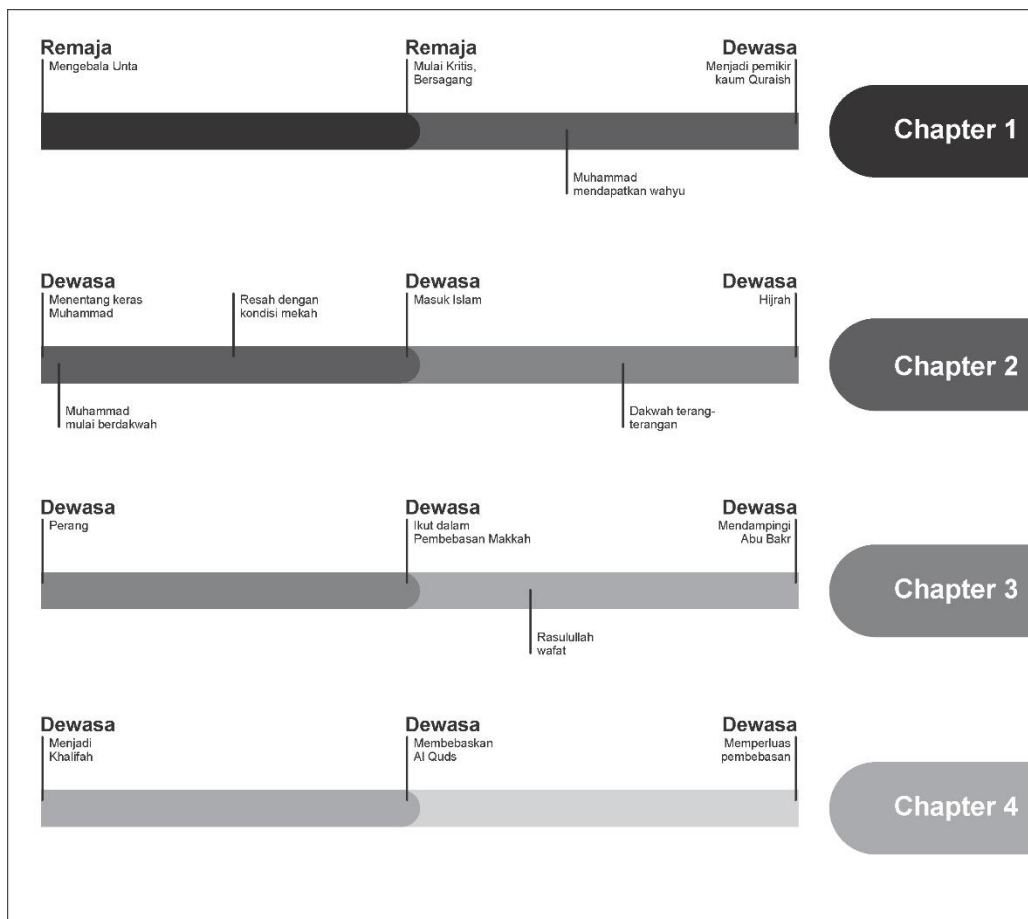 Remaja
Mengebala Unta
Remaja
Mulai Kritis,
Bersagang
Dewasa
Menjadi pemikir
kaum Quraish
Chapter 1
Muhammad
mendapatkan wahyu
Dewasa
Menentang keras
Muhammad
Resah dengan
kondisi mekah
Dewasa
Masuk Islam
Dewasa
Hijrah
Chapter 2
Muhammad
mulai berdakwah
Dakwah terang-
terangan
Dewasa
Perang
Dewasa
Ikut dalam
Pembebasan Makkah
Dewasa
Mendampingi
Abu Bakr
Chapter 3
Rasulullah
wafat
Dewasa
Menjadi
Khalifah
Dewasa
Membebaskan
Al Quds
Dewasa
Memperluas
pembebasan
Chapter 4